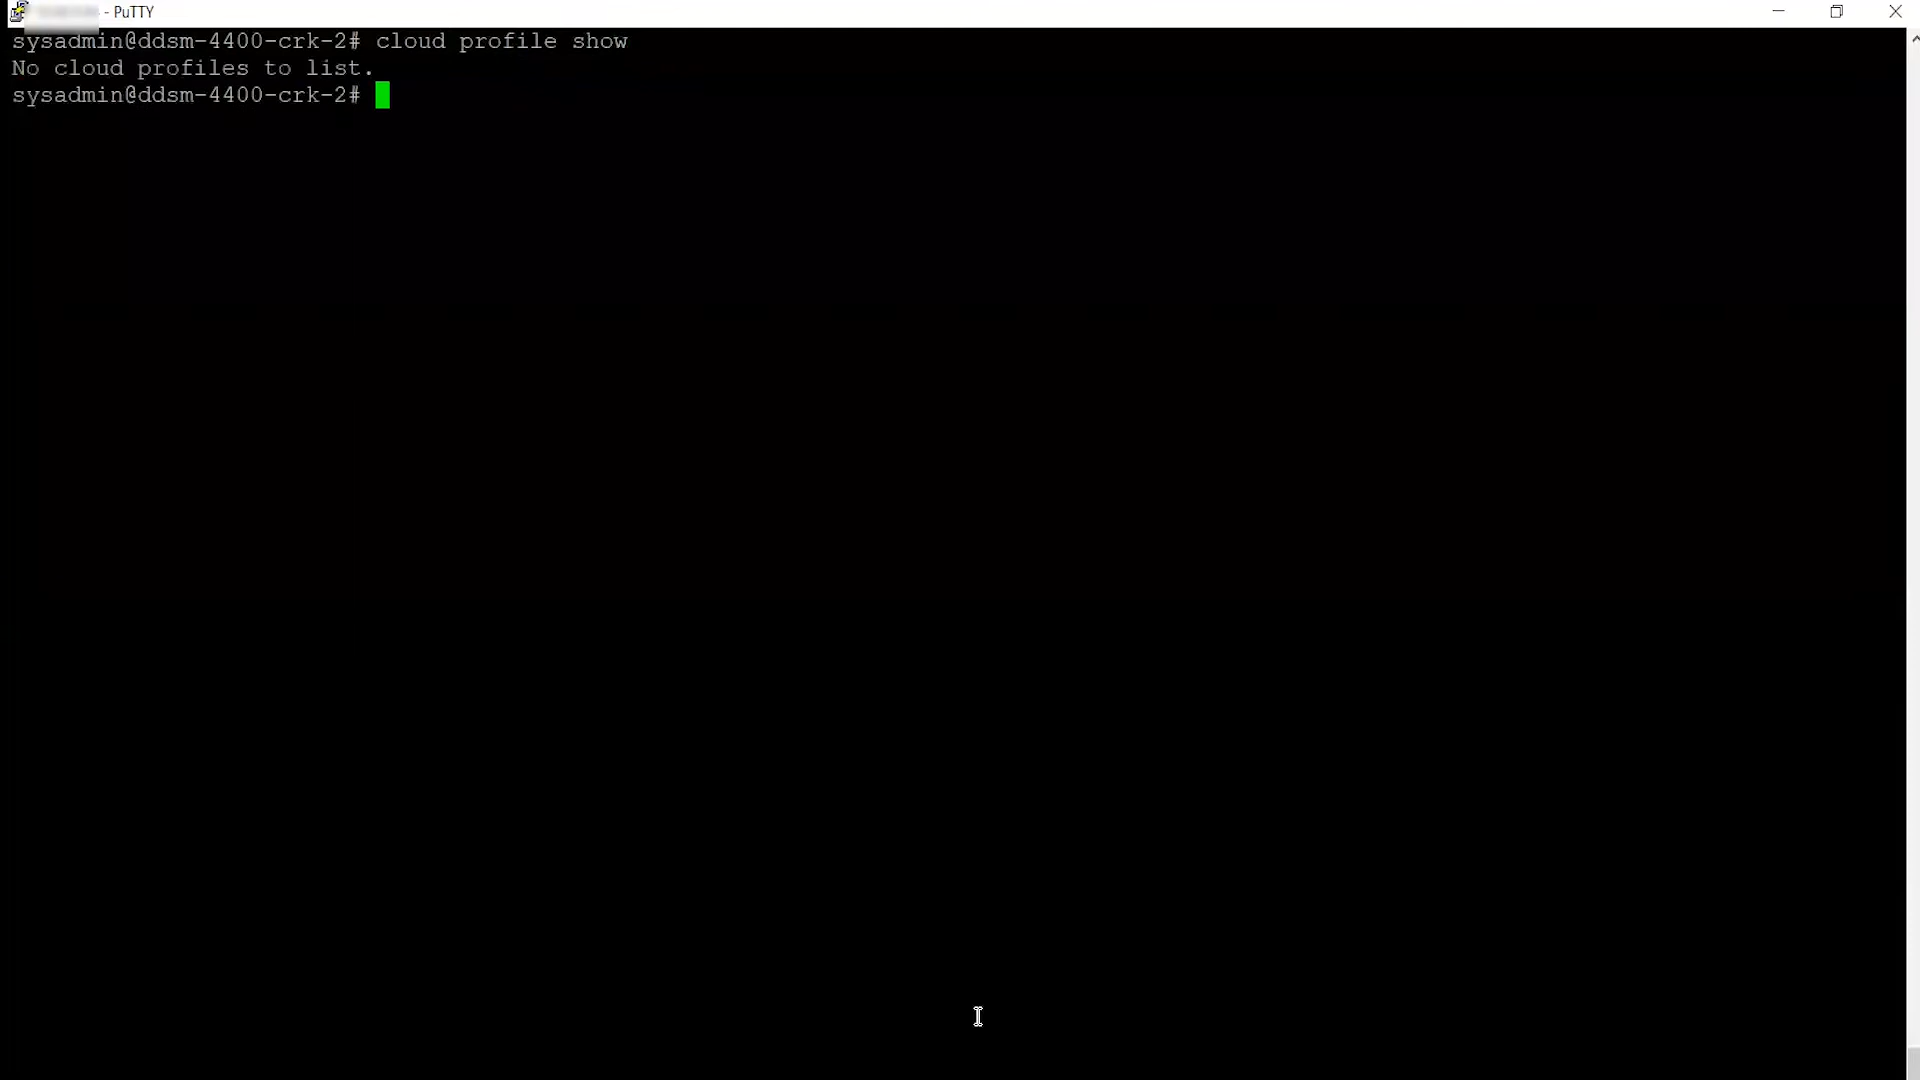 - PuTTY
sysadmin@ddsm-4400-crk-2# cloud profile show
No cloud profiles to list.
sysadmin@ddsm-4400-crk-2#